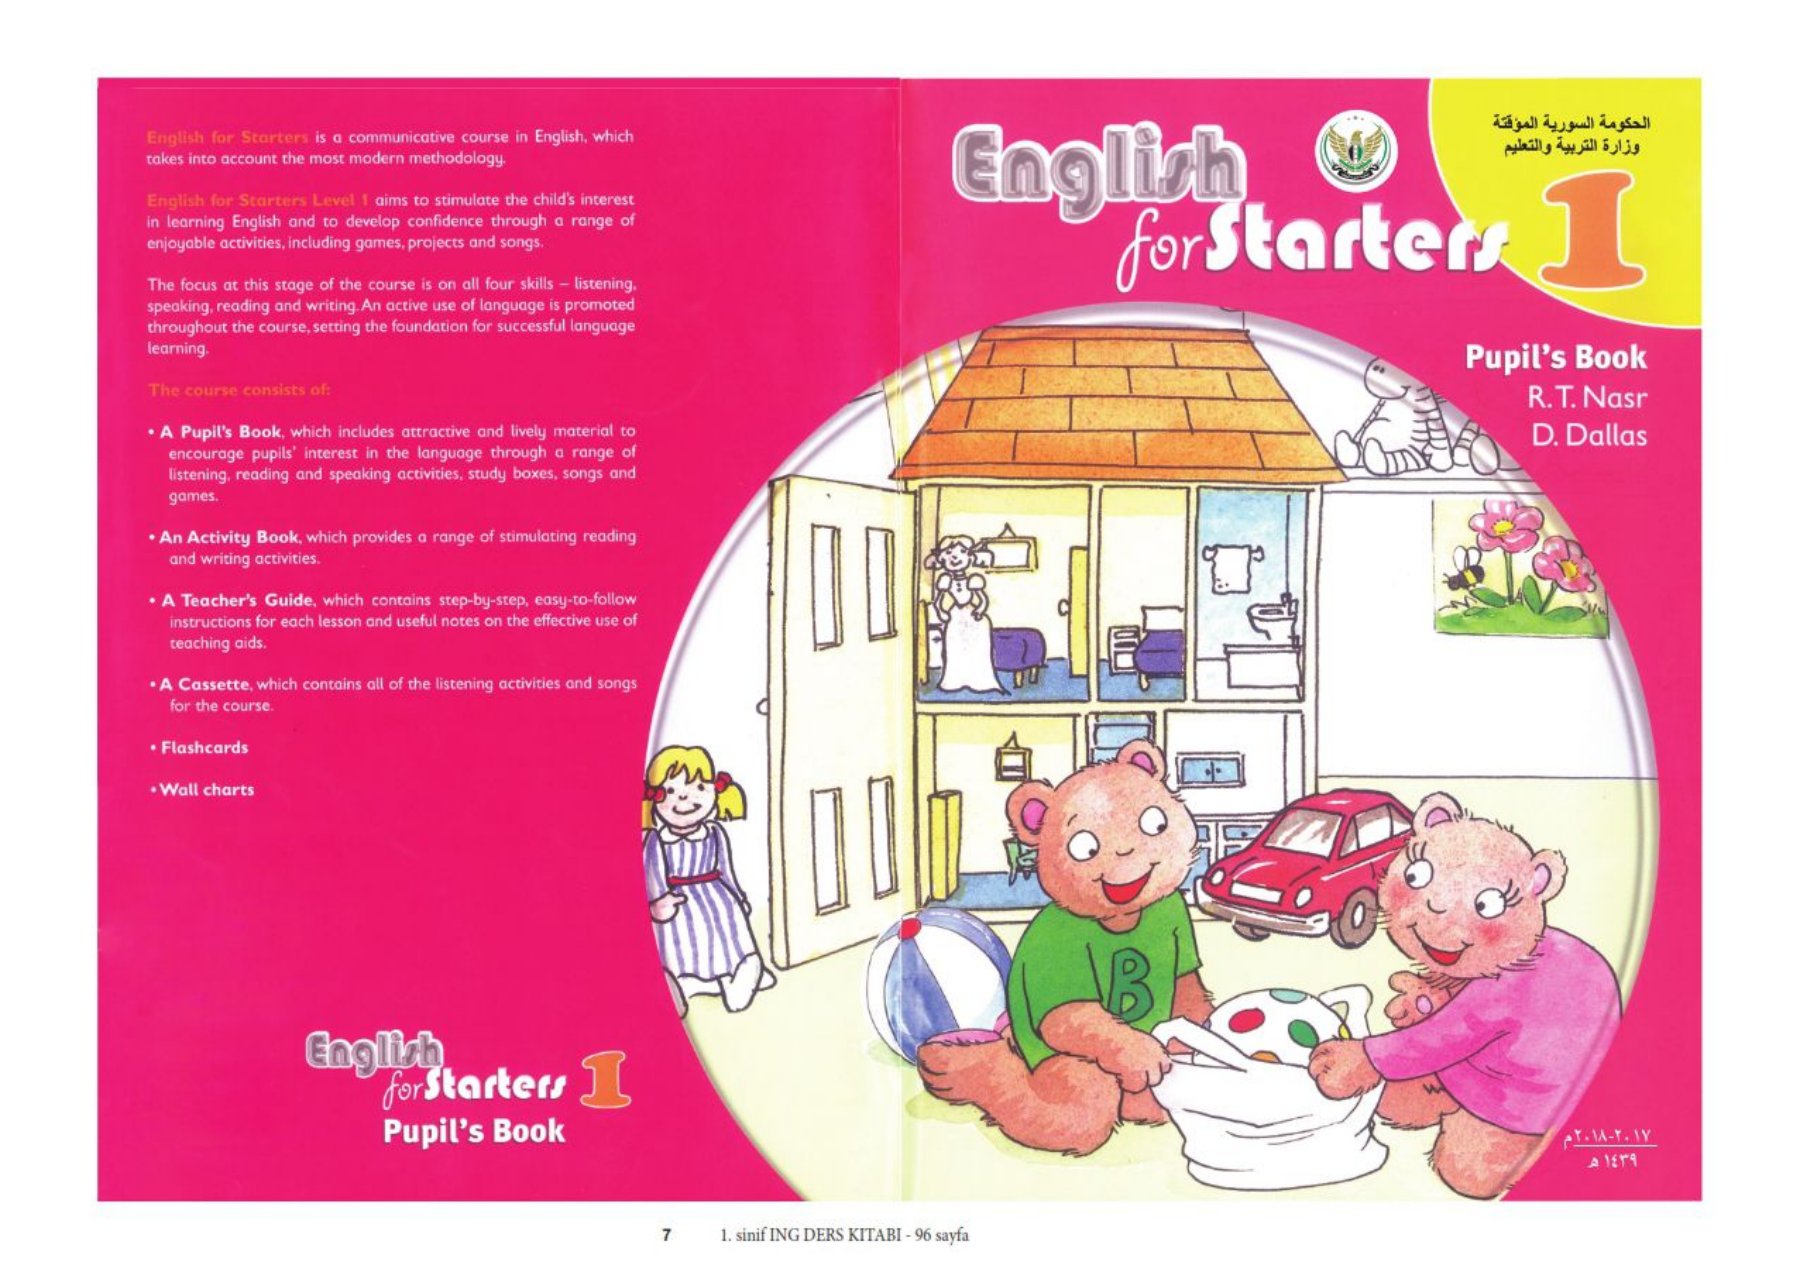 English for Starters is a communicative course in English, which
takes into account the most modern methodology.
English for Starters Level 1 aims to stimulate the child's interest
in learning English and to develop confidence through a range of
enjoyable activities, including games, projects and songs.
The focus at this stage of the course is on all four skills – listening,
speaking, reading and writing. An active use of language is promoted
throughout the course, setting the foundation for successful language
learning.
The course consists of:
• A Pupil's Book, which includes attractive and lively material to
encourage pupils' interest in the language through a range of
listening, reading and speaking activities, study boxes, songs and
games.
• An Activity Book, which provides a range of stimulating reading
and writing activities.
• A Teacher's Guide, which contains step-by-step, easy-to-follow
instructions for each lesson and useful notes on the effective use of
teaching aids.
• A Cassette, which contains all of the listening activities and songs
for the course.
• Flashcards
• Wall charts
English
for Starters 1
Pupil's Book
الحكومة السورية المؤقتة
وزارة التربية والتعليم
English
for Starters 1
Pupil's Book
R.T. Nasr
D. Dallas
B
٢٠١٧-٢٠١٨م
١٤٣٩ هـ
7 1. sinif ING DERS KITABI - 96 sayfa